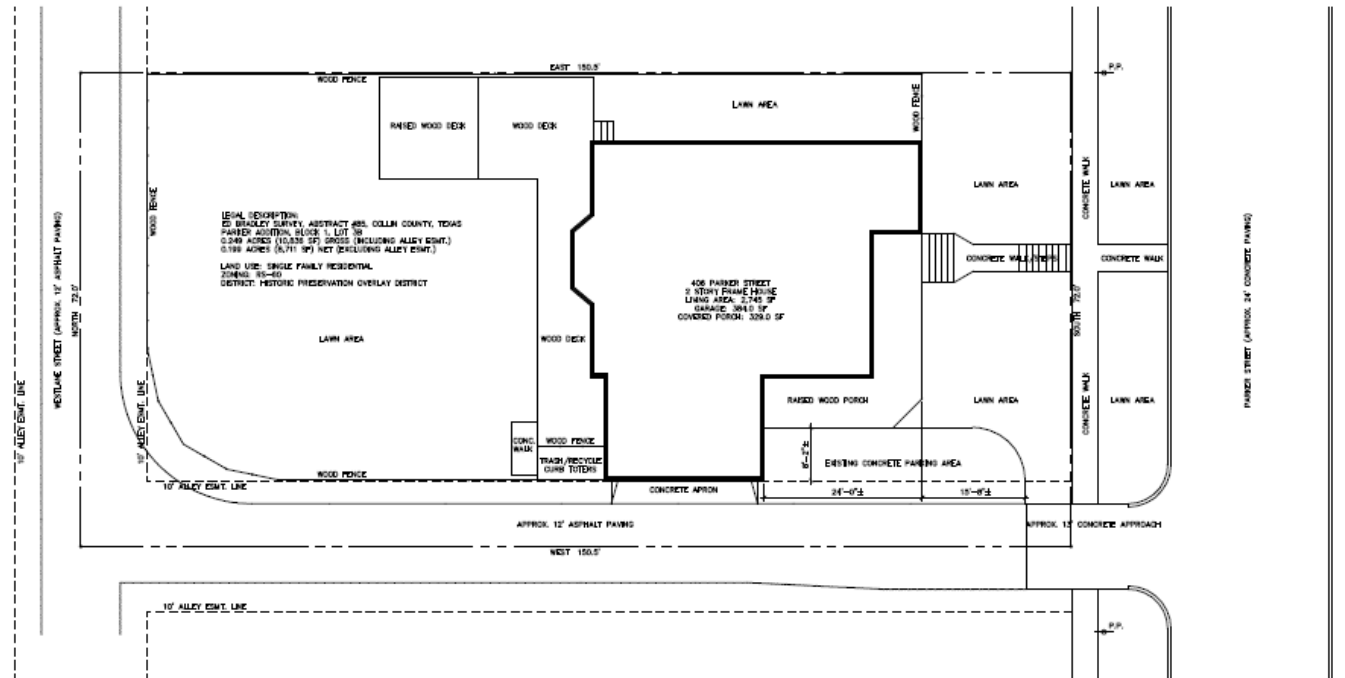 EAST 150.5'
P.P.
WOOD FENCE
LAWN AREA
WOOD FENCE
RAISED WOOD DECK
WOOD DECK
CONCRETE WALK
LAWN AREA
LAWN AREA
WOOD FENCE
LEGAL DESCRIPTION:
ED BRADLEY SURVEY, ABSTRACT #85, COLLIN COUNTY, TEXAS
PARKER ADDITION, BLOCK 1, LOT 3B
0.249 ACRES (10,836 SF) GROSS (INCLUDING ALLEY ESMT.)
0.199 ACRES (8,711 SF) NET (EXCLUDING ALLEY ESMT.)
LAND USE: SINGLE FAMILY RESIDENTIAL
ZONING: RS-60
DISTRICT: HISTORIC PRESERVATION OVERLAY DISTRICT
WESTLANE STREET (APPROX. 12' ASPHALT PAVING)
NORTH 72.0'
CONCRETE WALK/STEPS
CONCRETE WALK
406 PARKER STREET
2 STORY FRAME HOUSE
LIVING AREA: 2,745 SF
GARAGE: 384.0 SF
COVERED PORCH: 329.0 SF
SOUTH 72.0'
PARKER STREET (APPROX. 24' CONCRETE PAVING)
LAWN AREA
WOOD DECK
10' ALLEY ESMT. LINE
10' ALLEY ESMT. LINE
RAISED WOOD PORCH
LAWN AREA
CONCRETE WALK
LAWN AREA
CONC.
WALK
WOOD FENCE
TRASH/RECYCLE
CURB TOTERS
8'-2"±
EXISTING CONCRETE PARKING AREA
WOOD FENCE
10' ALLEY ESMT. LINE
CONCRETE APRON
24'-0"±
15'-8"±
APPROX. 12' ASPHALT PAVING
APPROX. 13' CONCRETE APPROACH
WEST 150.5'
10' ALLEY ESMT. LINE
P.P.